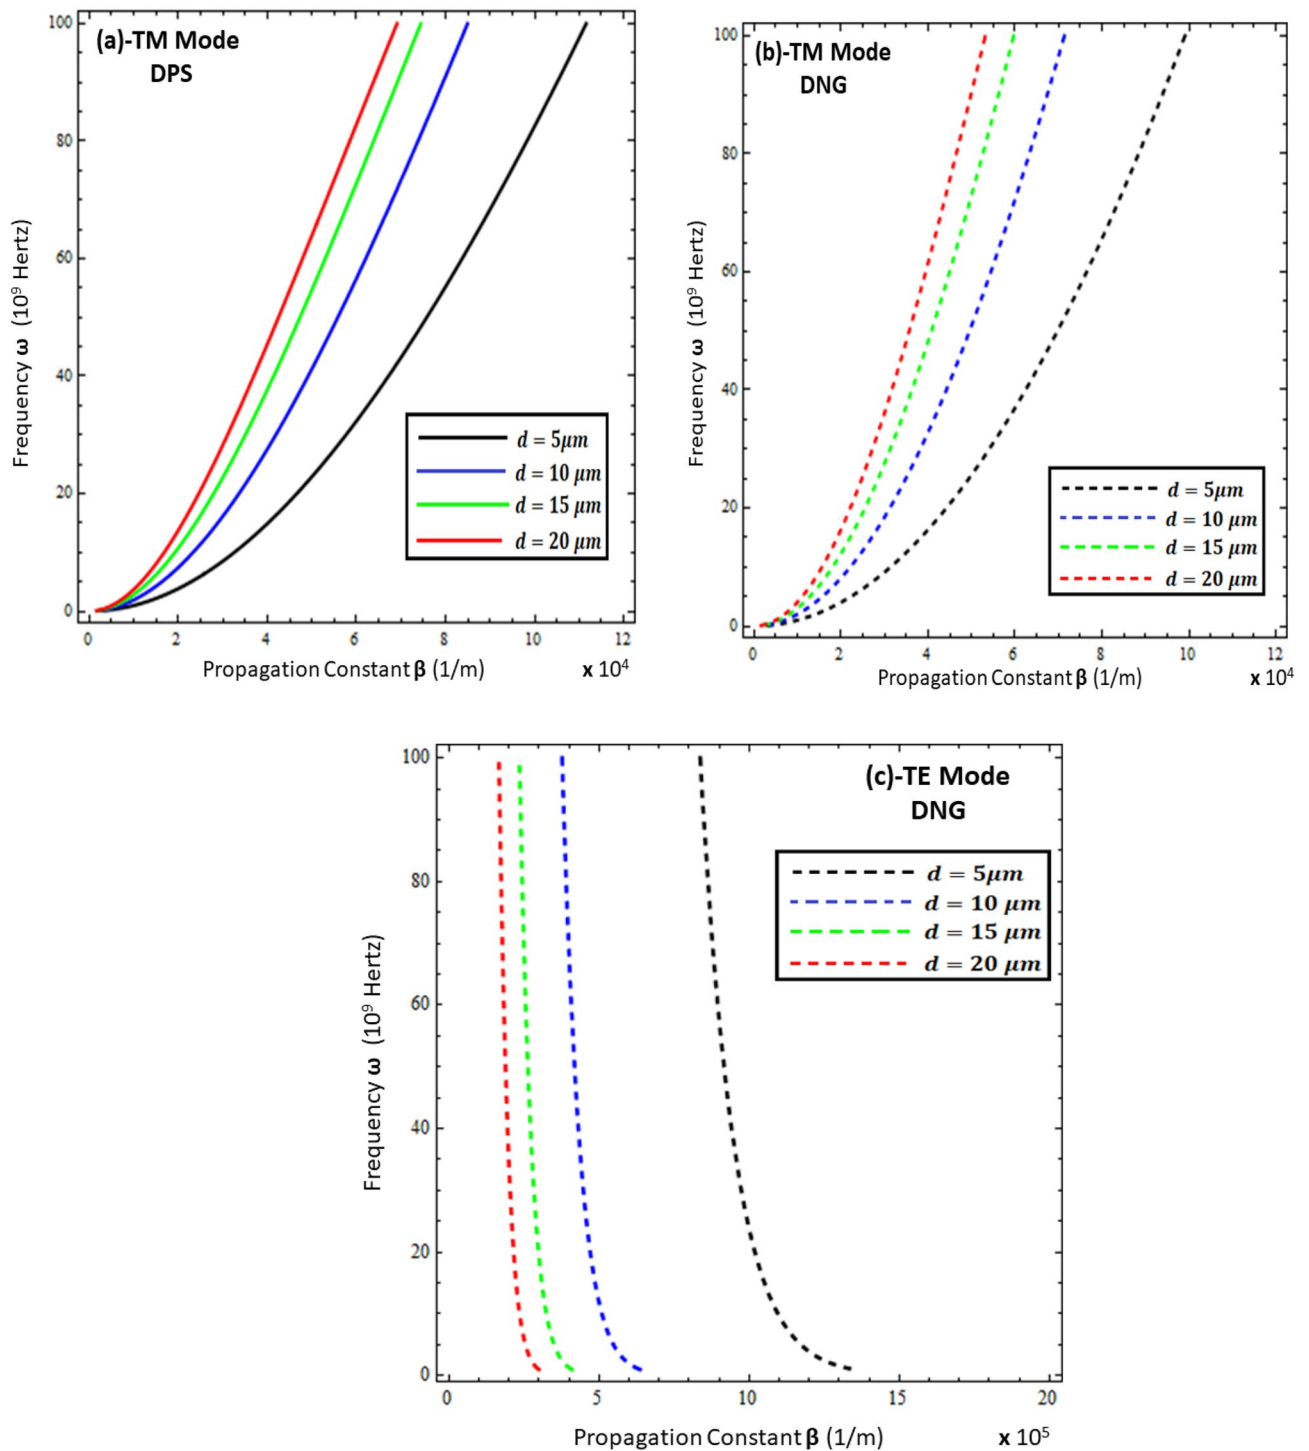 (a)-TM Mode
DPS
100
80
60
40
20
0
Frequency ω (10⁹ Hertz)
d = 5μm
d = 10 μm
d = 15 μm
d = 20 μm
0 2 4 6 8 10 12
Propagation Constant β (1/m) x 10⁴
(b)-TM Mode
DNG
100
80
60
40
20
0
Frequency ω (10⁹ Hertz)
d = 5μm
d = 10 μm
d = 15 μm
d = 20 μm
0 2 4 6 8 10 12
Propagation Constant β (1/m) x 10⁴
(c)-TE Mode
DNG
100
80
60
40
20
0
Frequency ω (10⁹ Hertz)
d = 5μm
d = 10 μm
d = 15 μm
d = 20 μm
0 5 10 15 20
Propagation Constant β (1/m) x 10⁵